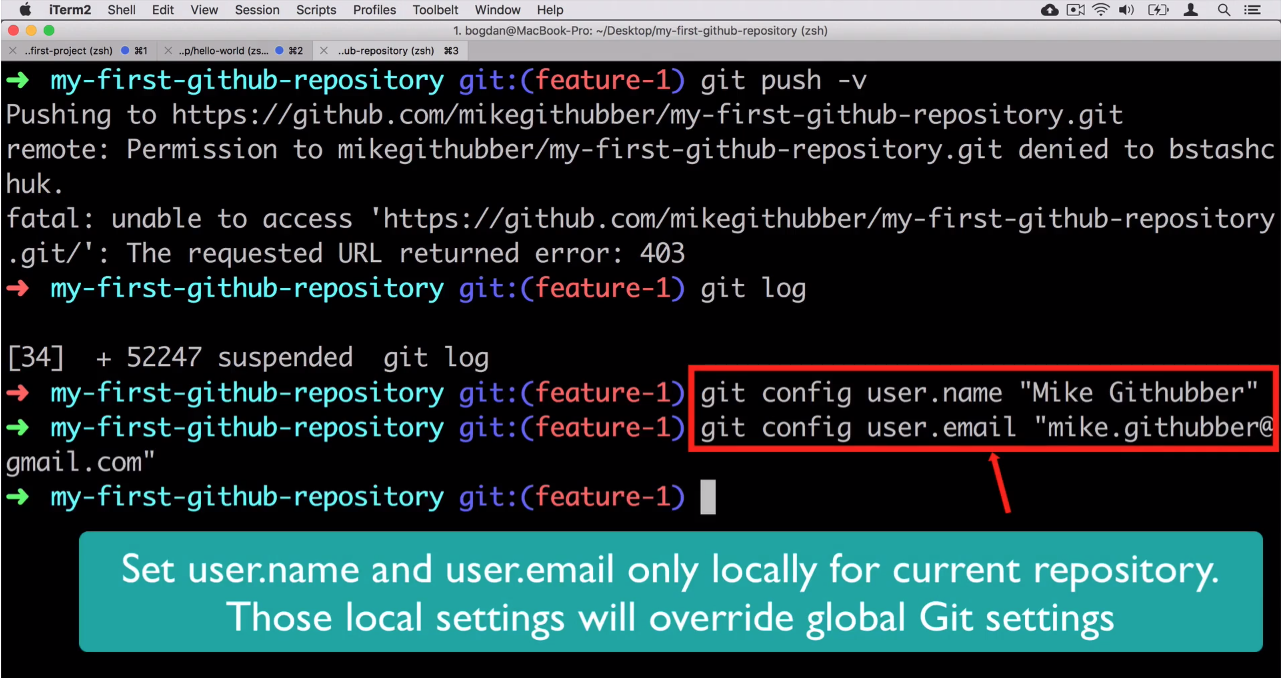 iTerm2 Shell Edit View Session Scripts Profiles Toolbelt Window Help
1. bogdan@MacBook-Pro: ~/Desktop/my-first-github-repository (zsh)
..first-project (zsh) ⌘1 ..p/hello-world (zs... ⌘2 ..ub-repository (zsh) ⌘3
➜ my-first-github-repository git:(feature-1) git push -v
Pushing to https://github.com/mikegithubber/my-first-github-repository.git
remote: Permission to mikegithubber/my-first-github-repository.git denied to bstashc
huk.
fatal: unable to access 'https://github.com/mikegithubber/my-first-github-repository
.git/': The requested URL returned error: 403
➜ my-first-github-repository git:(feature-1) git log
[34] + 52247 suspended git log
➜ my-first-github-repository git:(feature-1) git config user.name "Mike Githubber"
➜ my-first-github-repository git:(feature-1) git config user.email "mike.githubber@
gmail.com"
➜ my-first-github-repository git:(feature-1)
Set user.name and user.email only locally for current repository.
Those local settings will override global Git settings